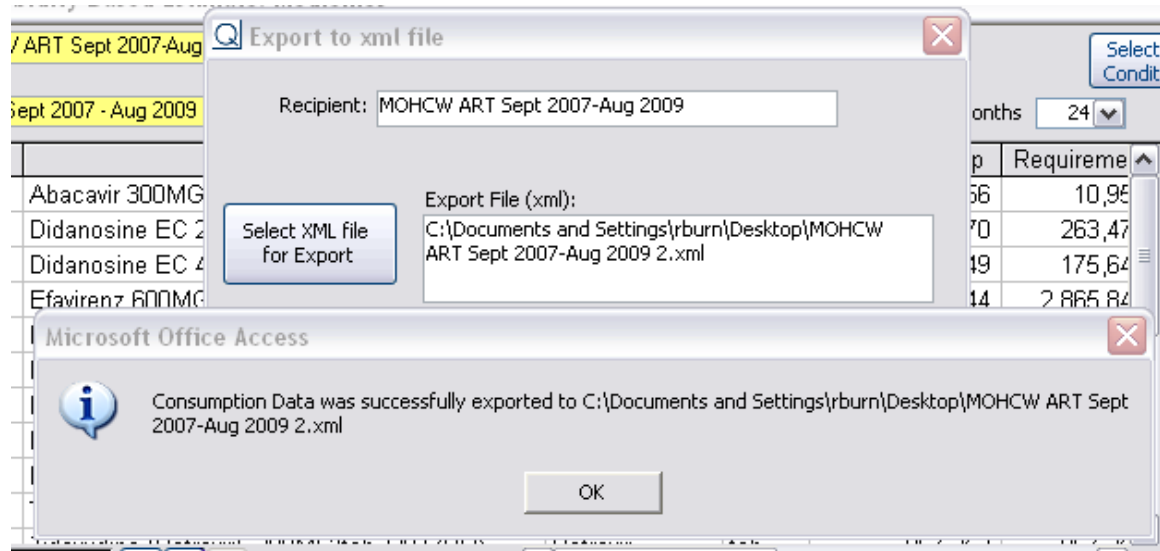 Export to xml file
ART Sept 2007-Aug
Select
Condit
Recipient: MOHCW ART Sept 2007-Aug 2009
Sept 2007 - Aug 2009
onths 24
p Requireme
Abacavir 300MG 56 10,95
Export File (xml):
Didanosine EC 2 70 263,47
Select XML file
for Export
C:\Documents and Settings\rburn\Desktop\MOHCW
ART Sept 2007-Aug 2009 2.xml
Didanosine EC 4 49 175,64
Efavirenz 600MG 44 2,865,84
Microsoft Office Access
Consumption Data was successfully exported to C:\Documents and Settings\rburn\Desktop\MOHCW ART Sept
2007-Aug 2009 2.xml
OK